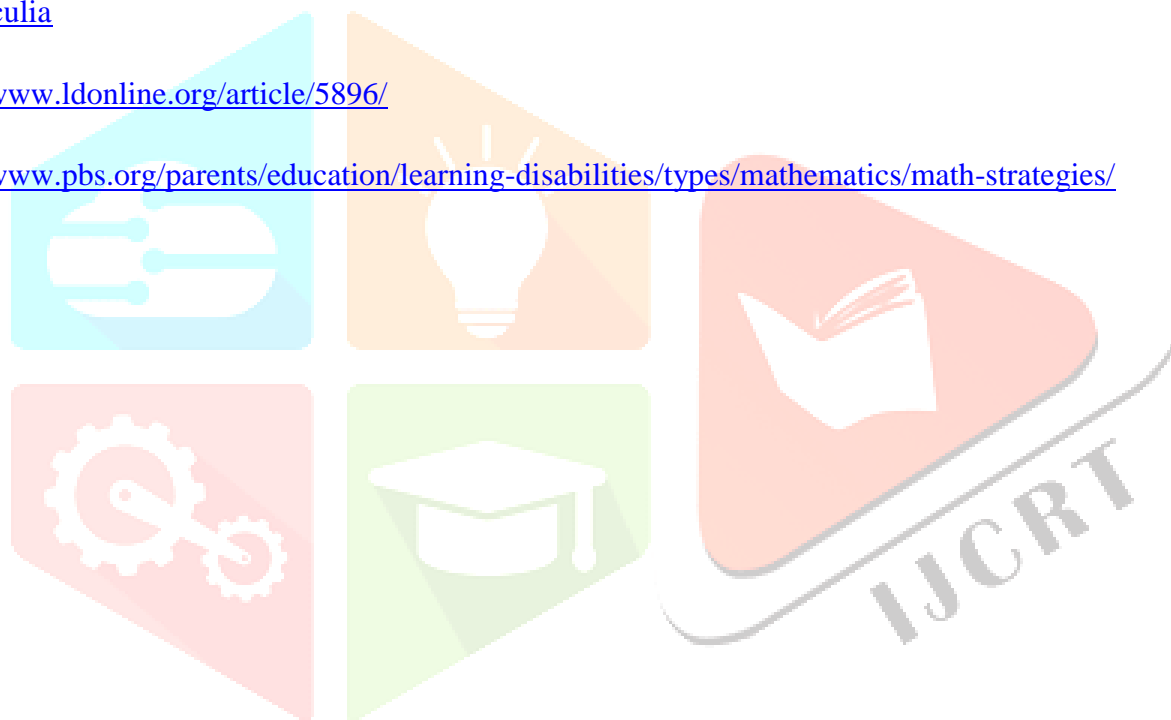 culia
www.ldonline.org/article/5896/
www.pbs.org/parents/education/learning-disabilities/types/mathematics/math-strategies/
IJCRT